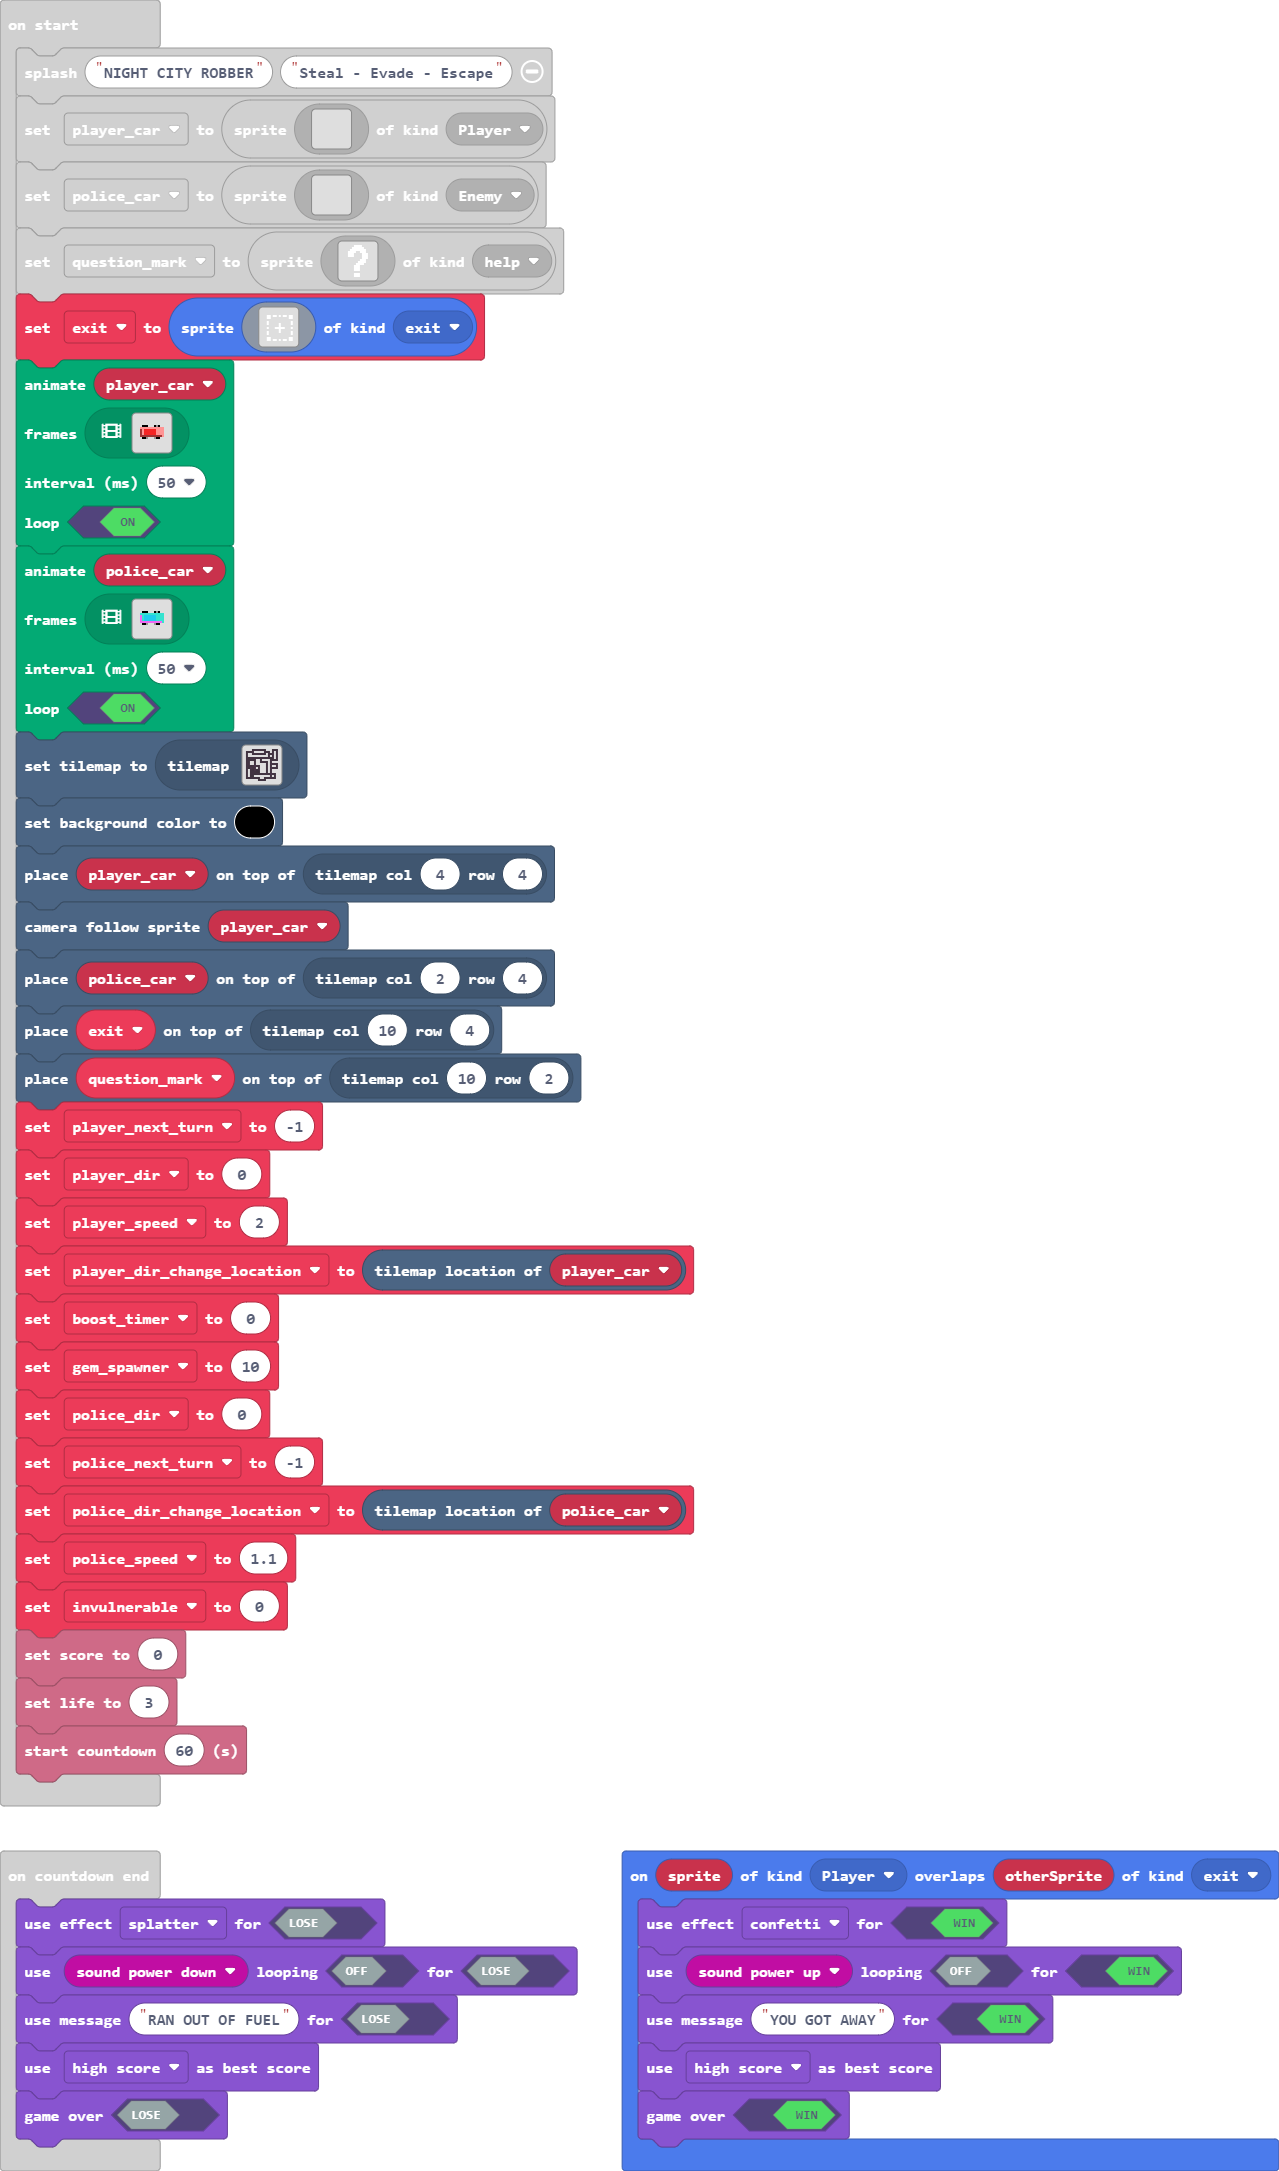 on start
splash "NIGHT CITY ROBBER" "Steal - Evade - Escape"
set player_car to sprite of kind Player
set police_car to sprite of kind Enemy
set question_mark to sprite ? of kind help
set exit to sprite of kind exit
animate player_car
frames
interval (ms) 50
loop ON
animate police_car
frames
interval (ms) 50
loop ON
set tilemap to tilemap
set background color to
place player_car on top of tilemap col 4 row 4
camera follow sprite player_car
place police_car on top of tilemap col 2 row 4
place exit on top of tilemap col 10 row 4
place question_mark on top of tilemap col 10 row 2
set player_next_turn to -1
set player_dir to 0
set player_speed to 2
set player_dir_change_location to tilemap location of player_car
set boost_timer to 0
set gem_spawner to 10
set police_dir to 0
set police_next_turn to -1
set police_dir_change_location to tilemap location of police_car
set police_speed to 1.1
set invulnerable to 0
set score to 0
set life to 3
start countdown 60 (s)
on countdown end
use effect splatter for LOSE
use sound power down looping OFF for LOSE
use message "RAN OUT OF FUEL" for LOSE
use high score as best score
game over LOSE
on sprite of kind Player overlaps otherSprite of kind exit
use effect confetti for WIN
use sound power up looping OFF for WIN
use message "YOU GOT AWAY" for WIN
use high score as best score
game over WIN